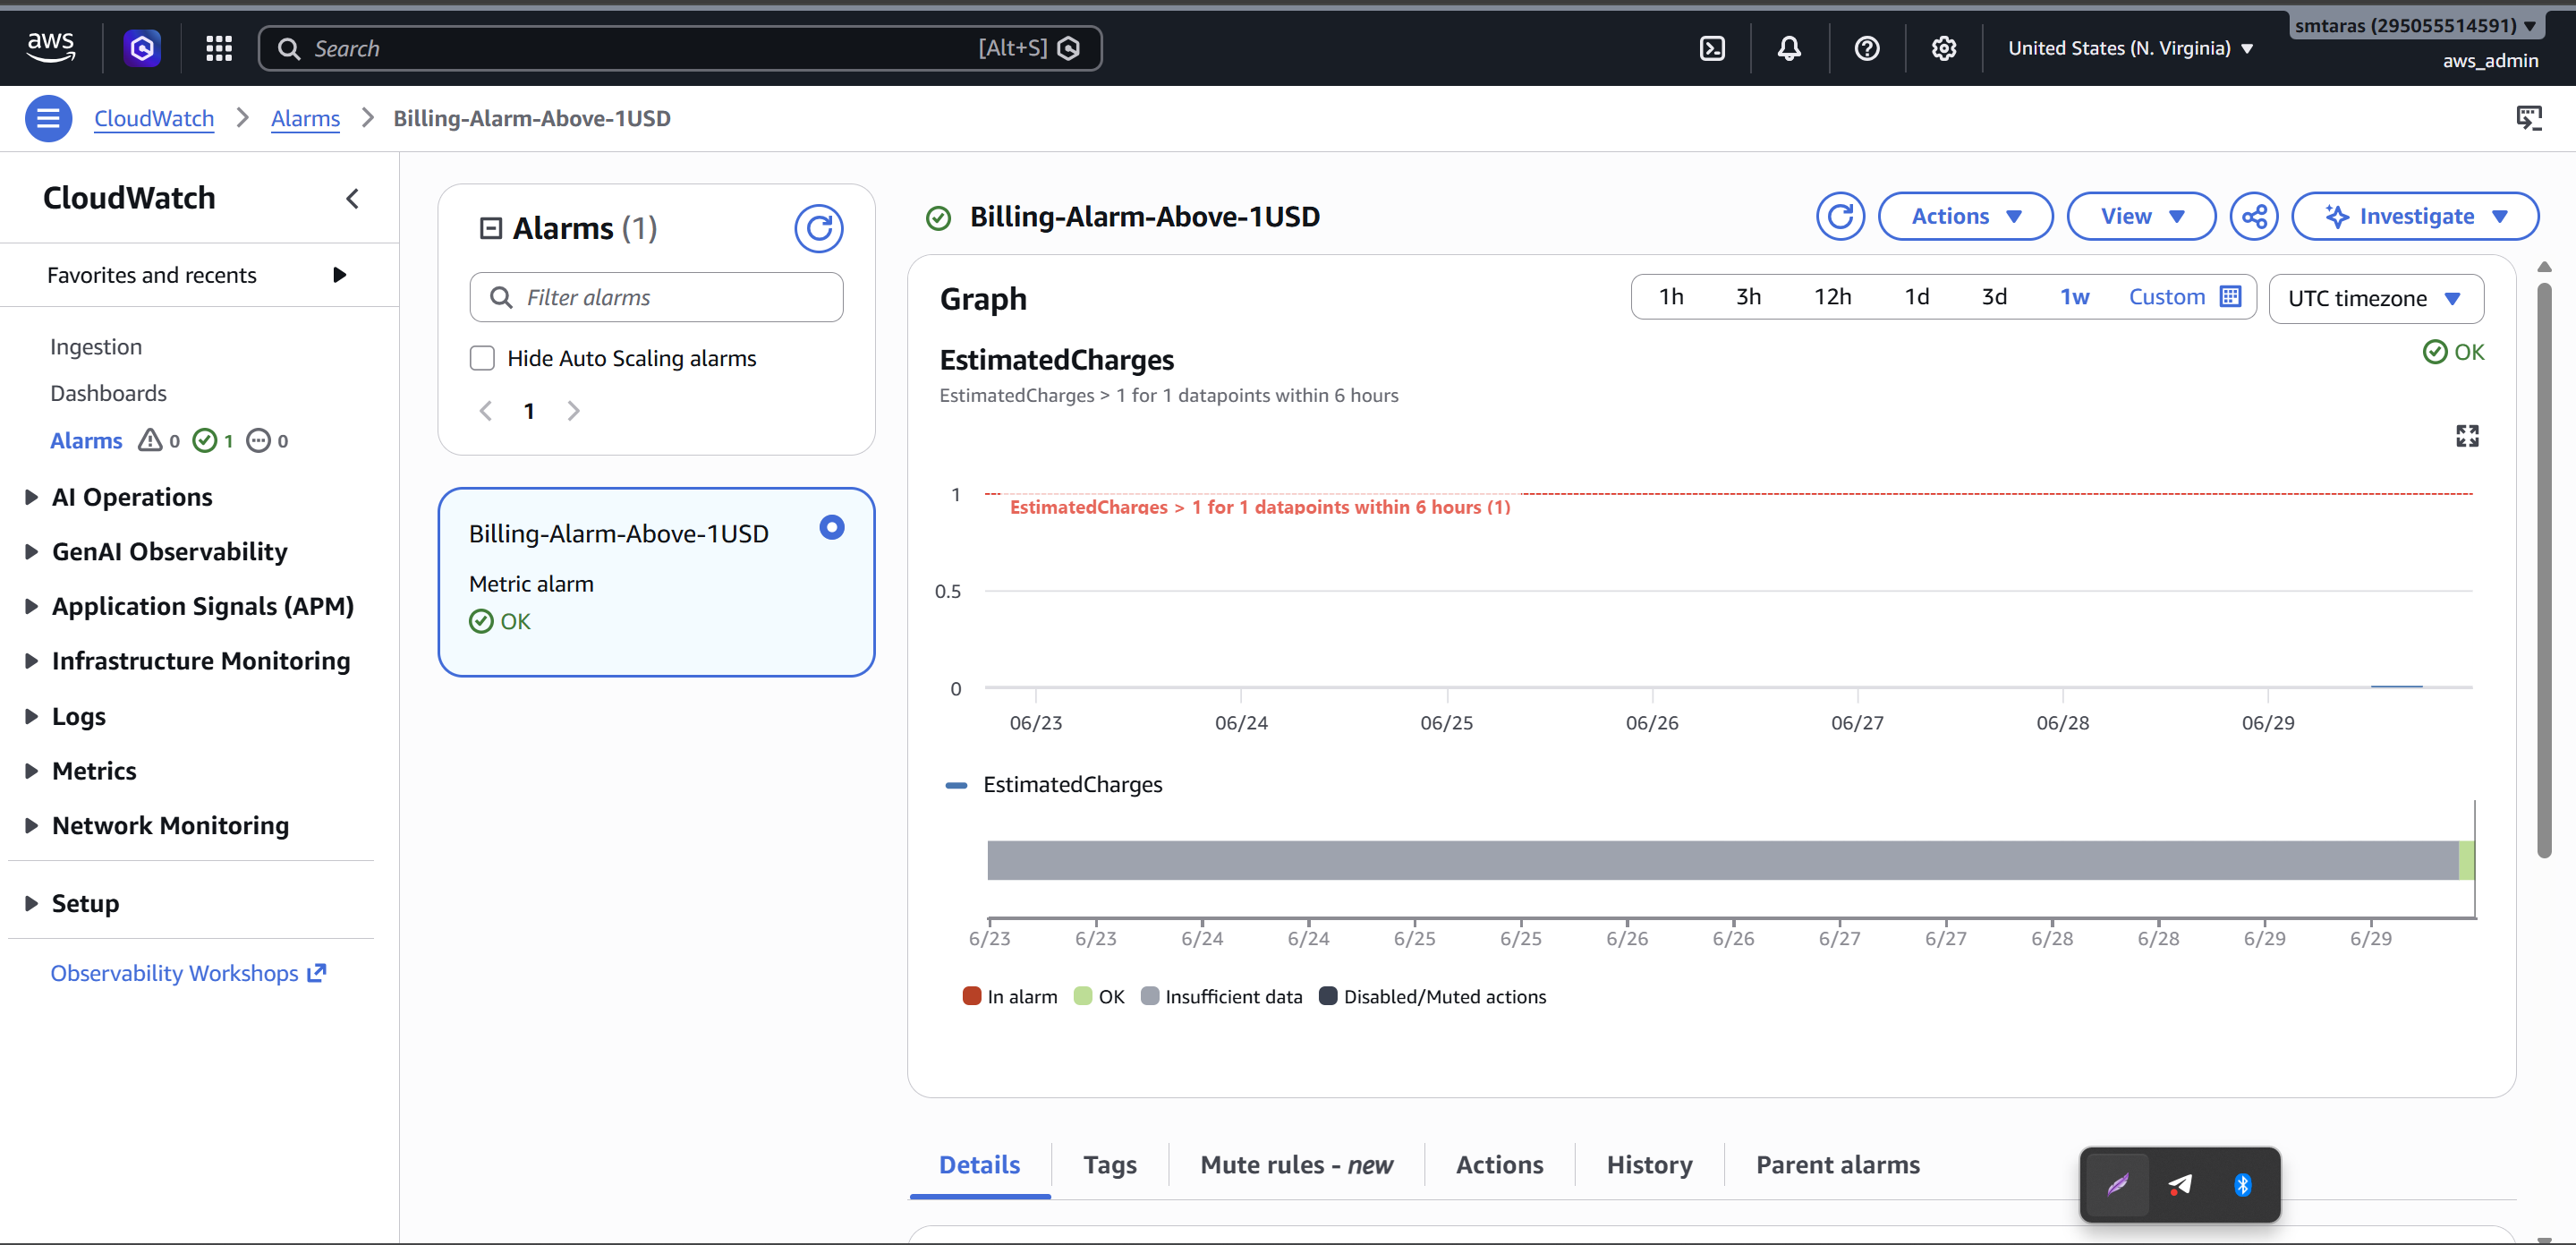 aws
Search [Alt+S]
United States (N. Virginia)
smtaras (295055514591)
aws_admin
CloudWatch
Alarms
Billing-Alarm-Above-1USD
CloudWatch
Favorites and recents
Ingestion
Dashboards
Alarms 0 1 0
AI Operations
GenAI Observability
Application Signals (APM)
Infrastructure Monitoring
Logs
Metrics
Network Monitoring
Setup
Observability Workshops
Alarms (1)
Filter alarms
Hide Auto Scaling alarms
1
Billing-Alarm-Above-1USD
Metric alarm
OK
Billing-Alarm-Above-1USD
Actions
View
Investigate
Graph
1h 3h 12h 1d 3d 1w Custom
UTC timezone
EstimatedCharges
OK
EstimatedCharges > 1 for 1 datapoints within 6 hours
1
EstimatedCharges > 1 for 1 datapoints within 6 hours (1)
0.5
0
06/23 06/24 06/25 06/26 06/27 06/28 06/29
EstimatedCharges
6/23 6/23 6/24 6/24 6/25 6/25 6/26 6/26 6/27 6/27 6/28 6/28 6/29 6/29
In alarm OK Insufficient data Disabled/Muted actions
Details Tags Mute rules - new Actions History Parent alarms